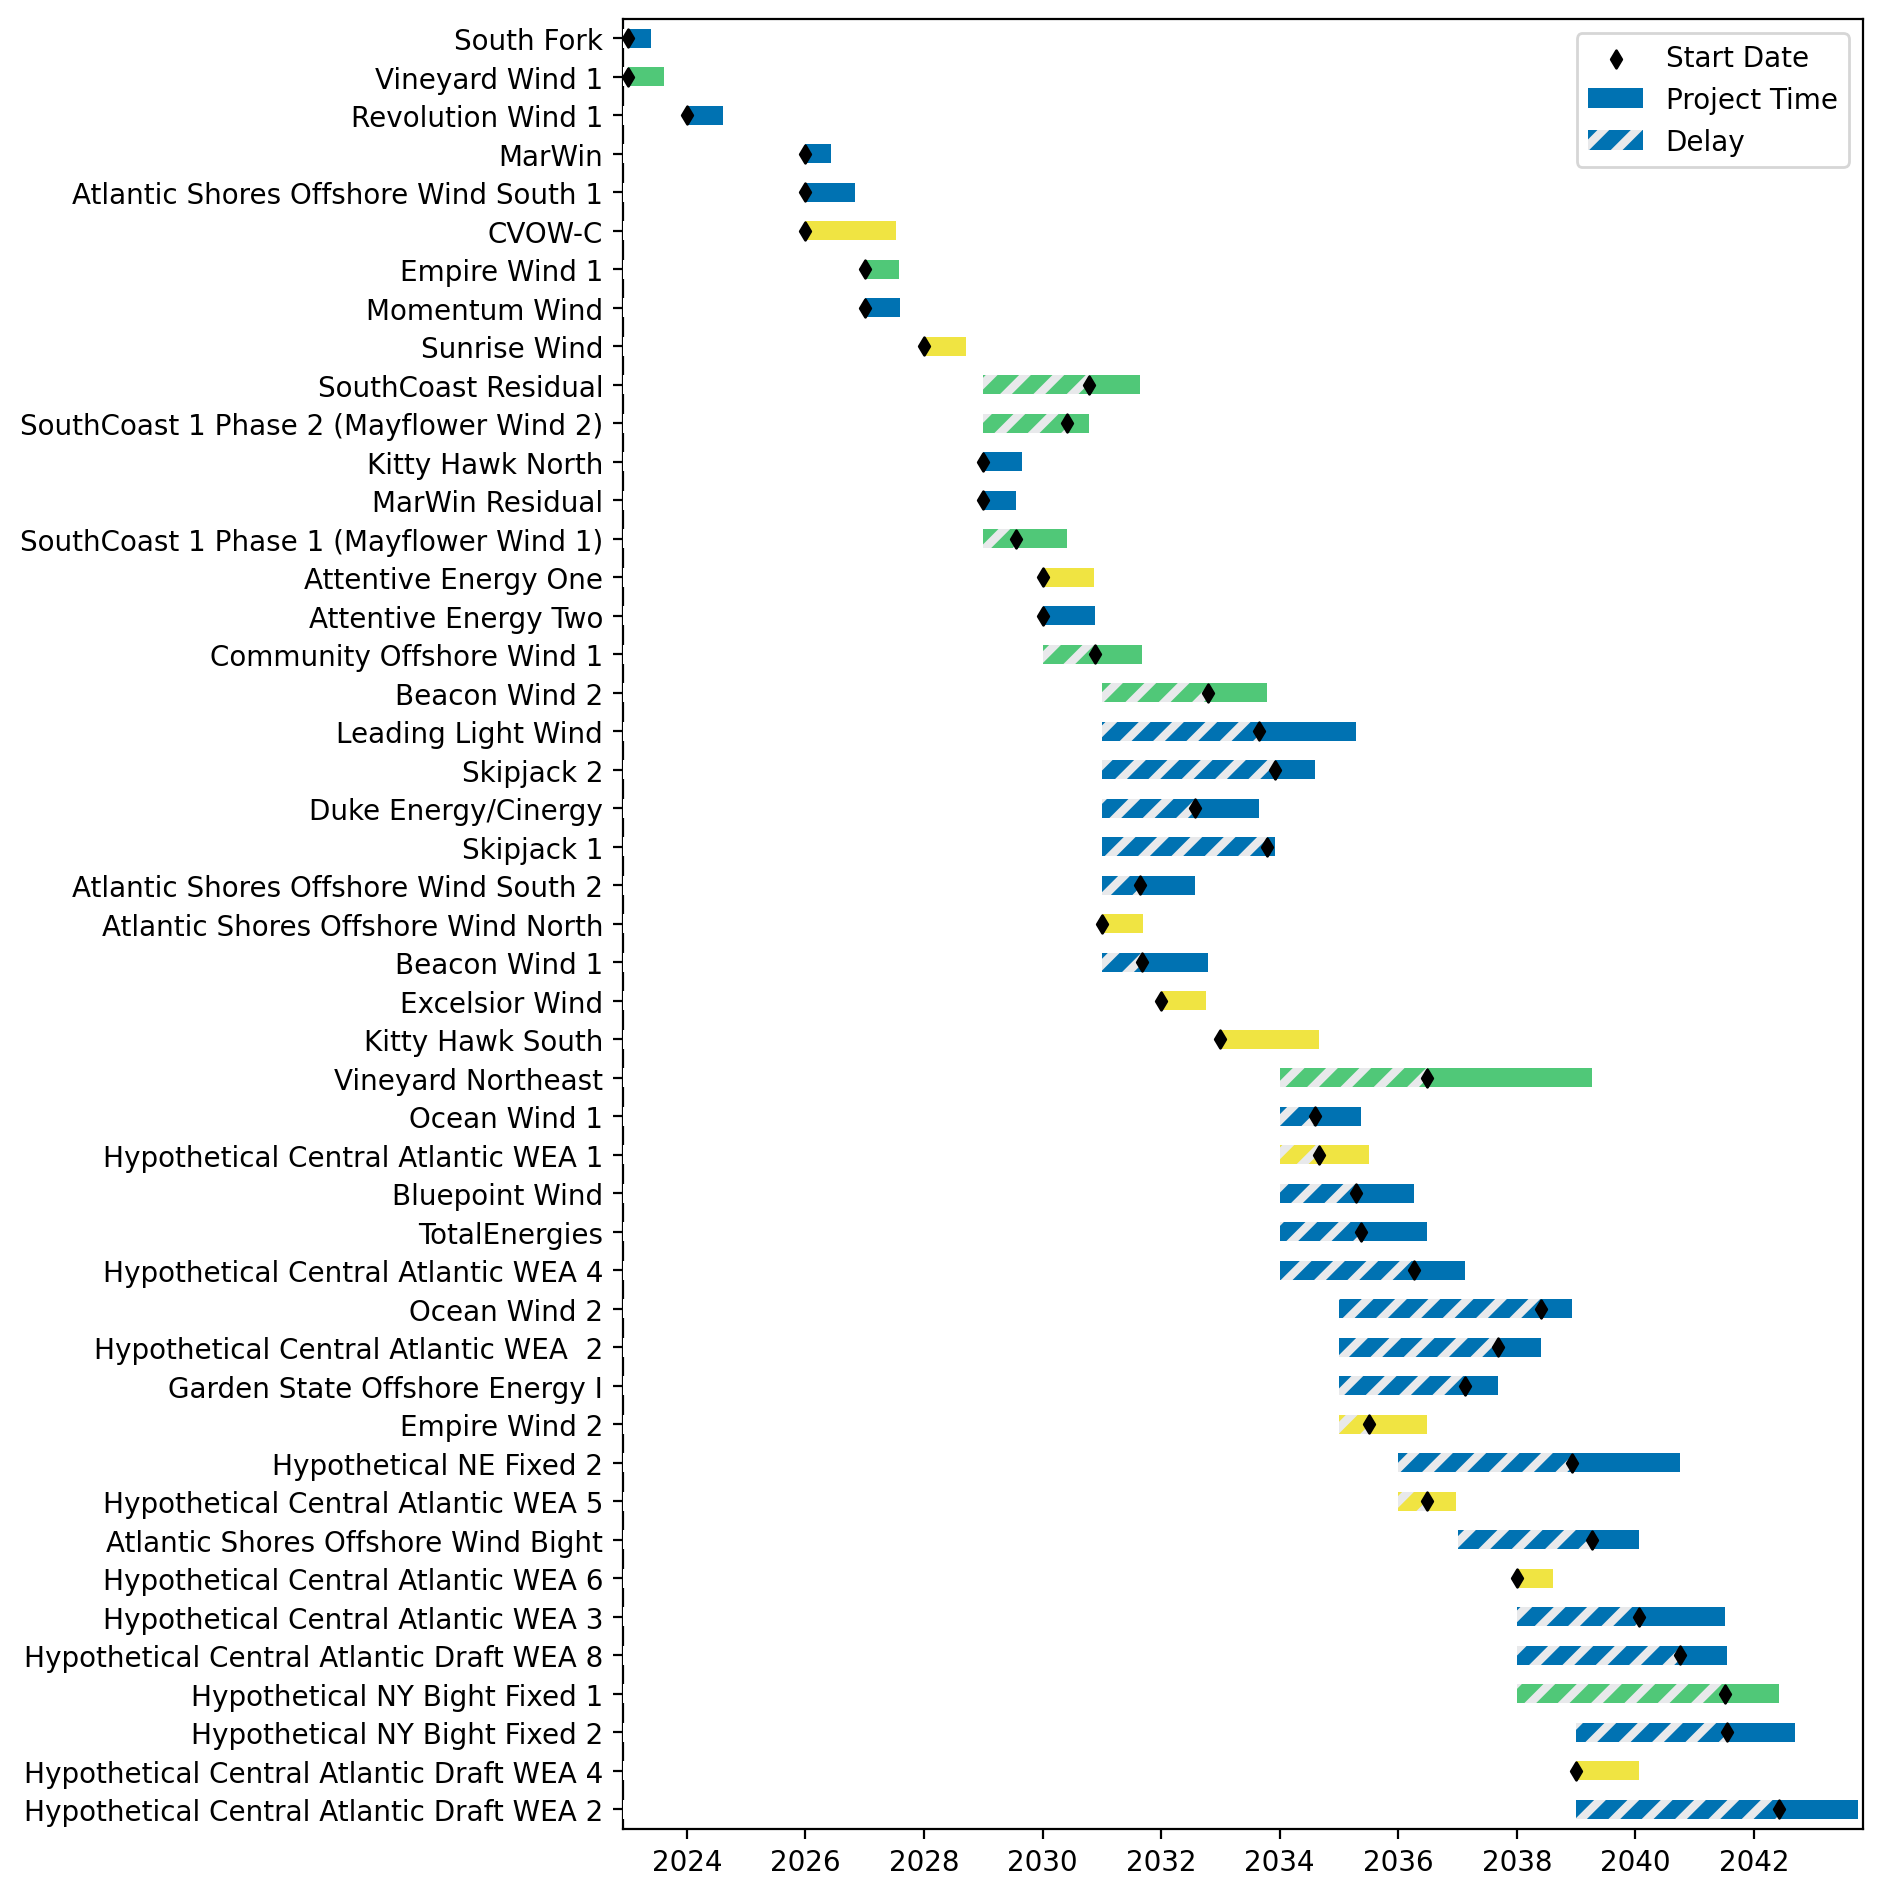 South Fork
Vineyard Wind 1
Revolution Wind 1
MarWin
Atlantic Shores Offshore Wind South 1
CVOW-C
Empire Wind 1
Momentum Wind
Sunrise Wind
SouthCoast Residual
SouthCoast 1 Phase 2 (Mayflower Wind 2)
Kitty Hawk North
MarWin Residual
SouthCoast 1 Phase 1 (Mayflower Wind 1)
Attentive Energy One
Attentive Energy Two
Community Offshore Wind 1
Beacon Wind 2
Leading Light Wind
Skipjack 2
Duke Energy/Cinergy
Skipjack 1
Atlantic Shores Offshore Wind South 2
Atlantic Shores Offshore Wind North
Beacon Wind 1
Excelsior Wind
Kitty Hawk South
Vineyard Northeast
Ocean Wind 1
Hypothetical Central Atlantic WEA 1
Bluepoint Wind
TotalEnergies
Hypothetical Central Atlantic WEA 4
Ocean Wind 2
Hypothetical Central Atlantic WEA  2
Garden State Offshore Energy I
Empire Wind 2
Hypothetical NE Fixed 2
Hypothetical Central Atlantic WEA 5
Atlantic Shores Offshore Wind Bight
Hypothetical Central Atlantic WEA 6
Hypothetical Central Atlantic WEA 3
Hypothetical Central Atlantic Draft WEA 8
Hypothetical NY Bight Fixed 1
Hypothetical NY Bight Fixed 2
Hypothetical Central Atlantic Draft WEA 4
Hypothetical Central Atlantic Draft WEA 2
Start Date
Project Time
Delay
2024 2026 2028 2030 2032 2034 2036 2038 2040 2042